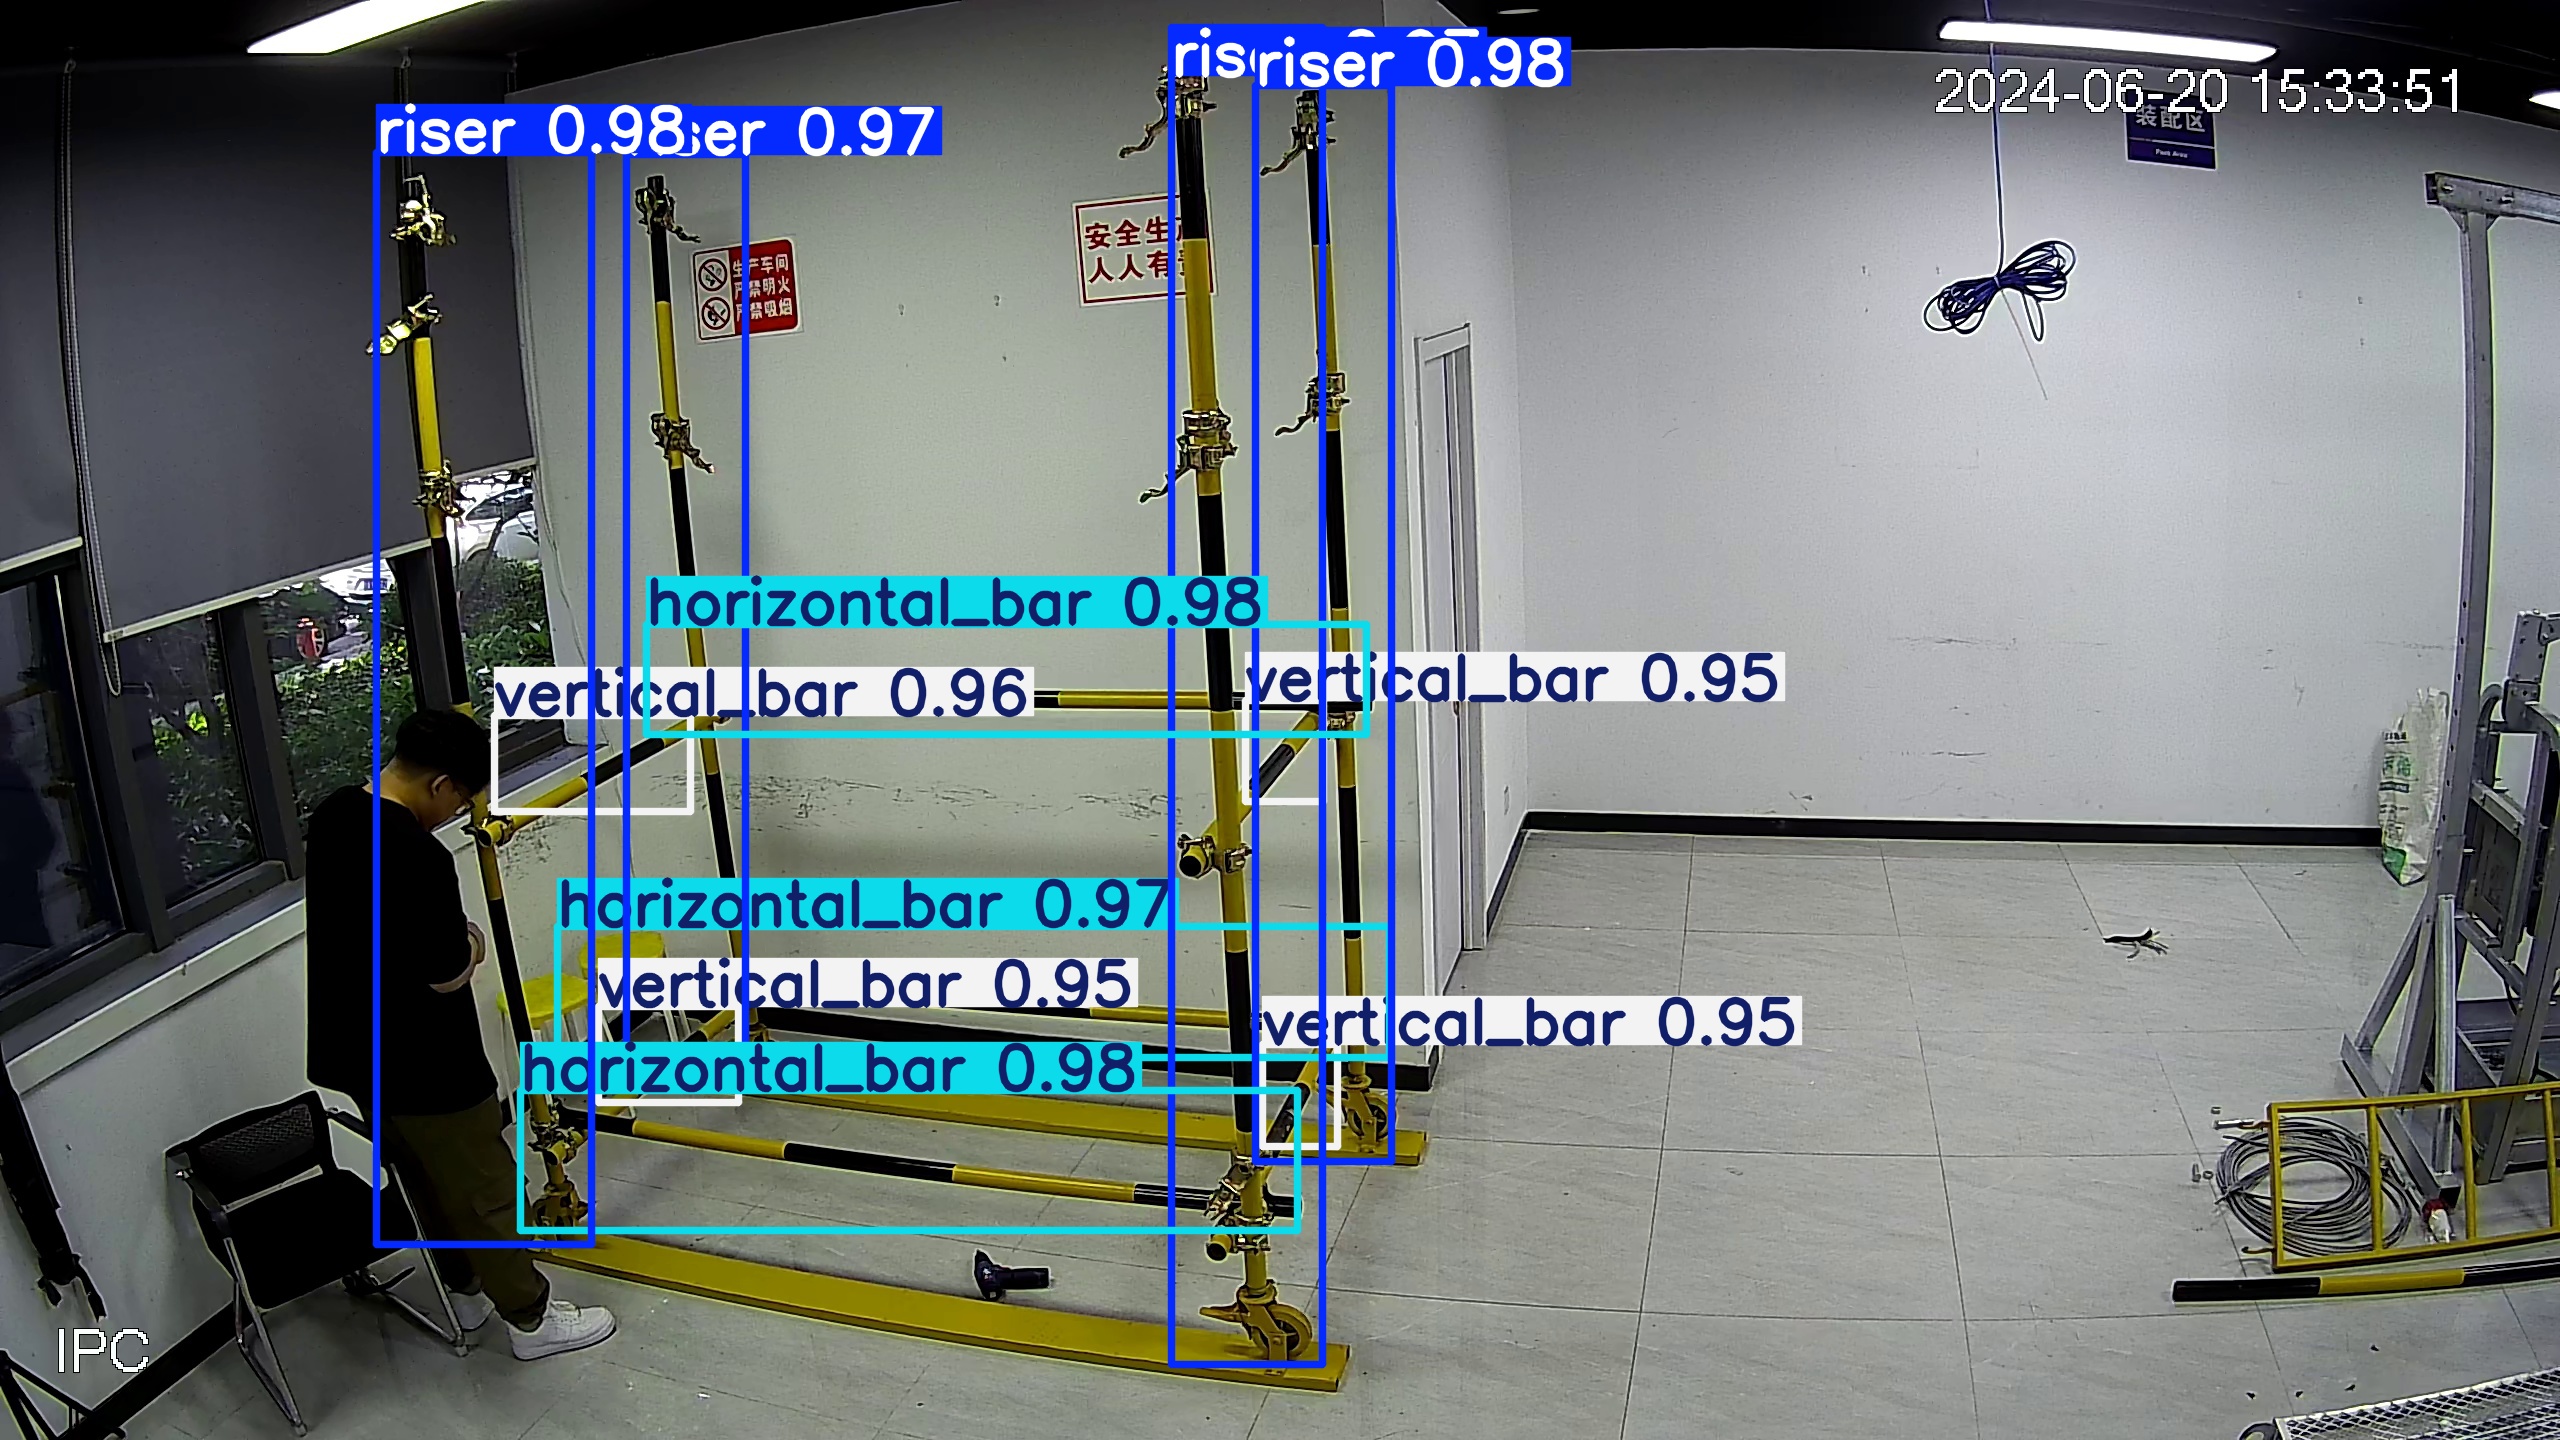 riser 0.98
2024-06-20 15:33:51
装配区
riser 0.98
ser 0.97
安全生
人人有
生产车间
严禁明火
严禁吸烟
horizontal_bar 0.98
vertical_bar 0.96
vertical_bar 0.95
horizontal_bar 0.97
vertical_bar 0.95
vertical_bar 0.95
horizontal_bar 0.98
IPC